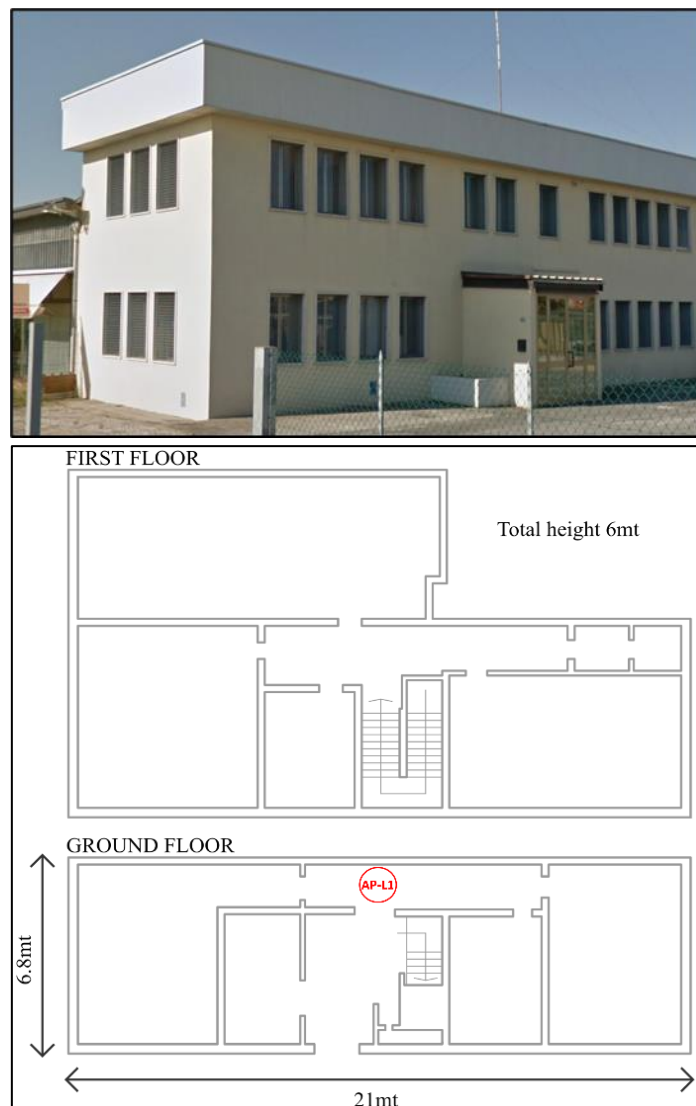 FIRST FLOOR
Total height 6mt
GROUND FLOOR
AP-L1
6.8mt
21mt